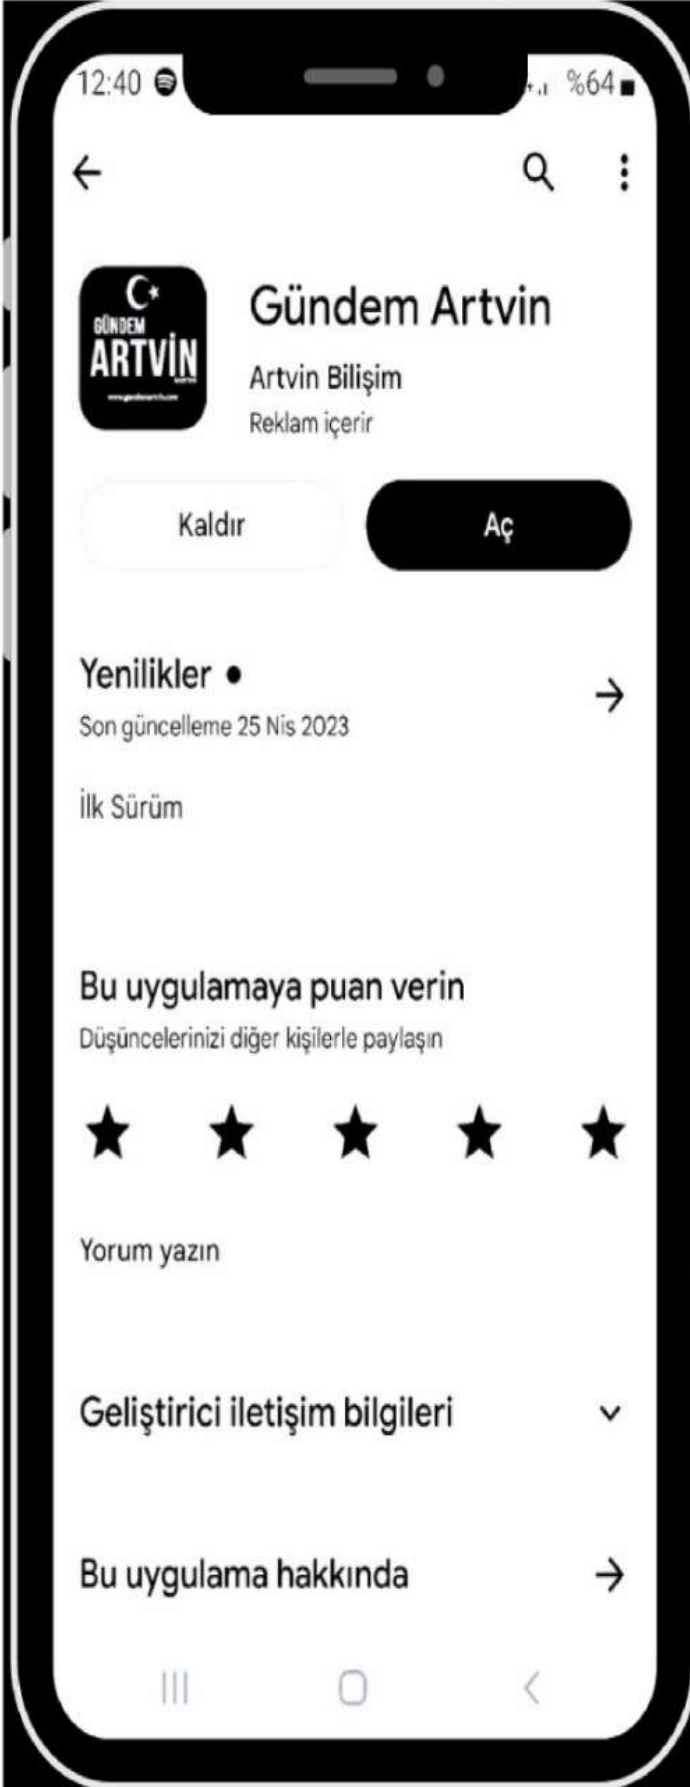 12:40
%64
GÜNDEM
ARTVİN
Gündem Artvin
Artvin Bilişim
Reklam içerir
Kaldır
Aç
Yenilikler •
Son güncelleme 25 Nis 2023
İlk Sürüm
Bu uygulamaya puan verin
Düşüncelerinizi diğer kişilerle paylaşın
Yorum yazın
Geliştirici iletişim bilgileri
Bu uygulama hakkında